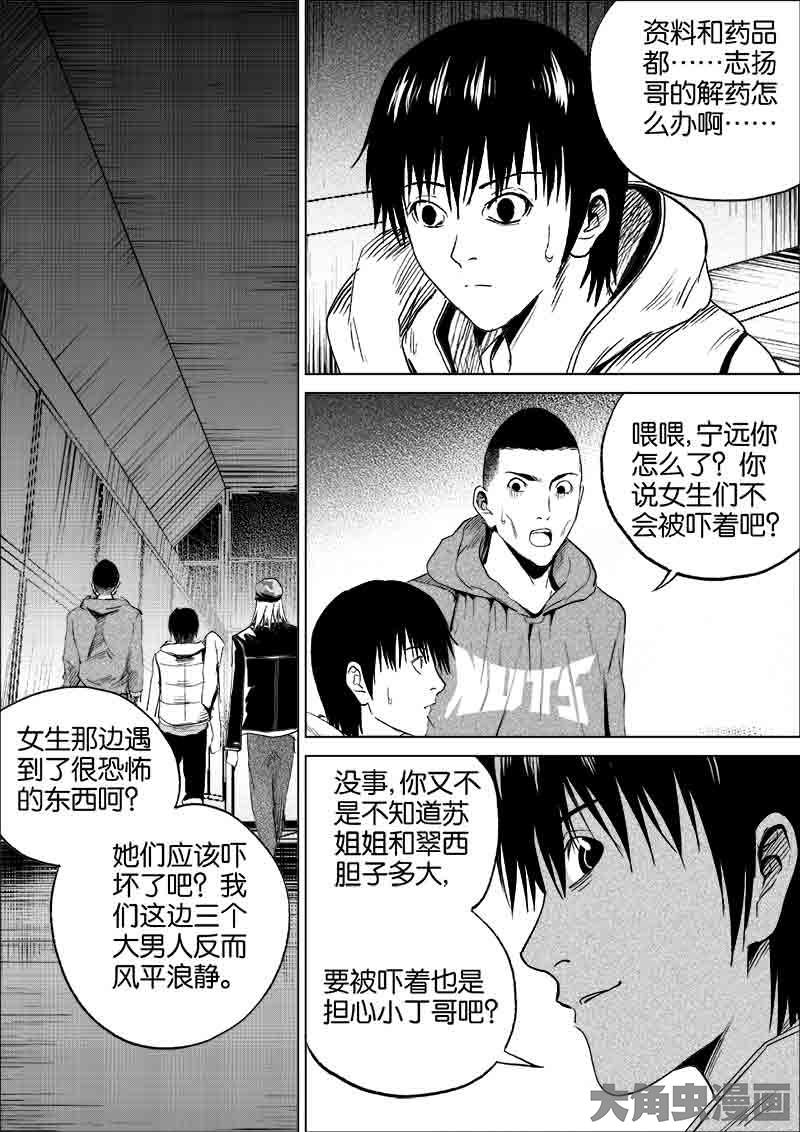 资料和药品
都……志扬
哥的解药怎
么办啊……
喂喂，宁远你
怎么了？你
说女生们不
会被吓着吧？
NUTS
女生那边遇
到了很恐怖
的东西呵？
她们应该吓
坏了吧？我
们这边三个
大男人反而
风平浪静。
没事，你又不
是不知道苏
姐姐和翠西
胆子多大，
要被吓着也是
担心小丁哥吧？
大角虫漫画